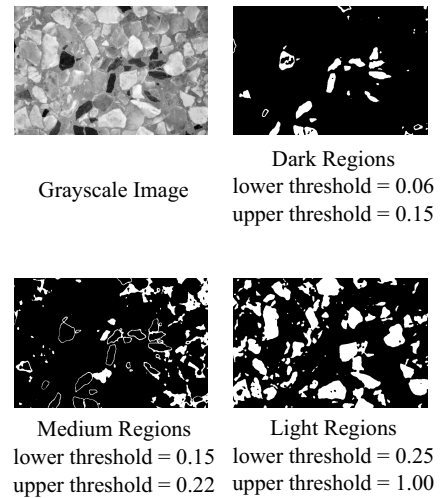 Grayscale Image
Dark Regions
lower threshold = 0.06
upper threshold = 0.15
Medium Regions
lower threshold = 0.15
upper threshold = 0.22
Light Regions
lower threshold = 0.25
upper threshold = 1.00